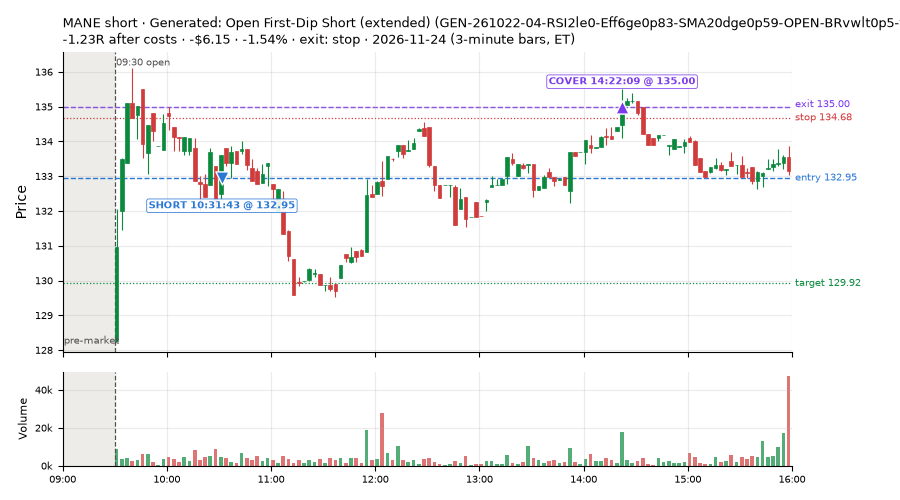 MANE short · Generated: Open First-Dip Short (extended) (GEN-261022-04-RSI2le0-Eff6ge0p83-SMA20dge0p59-OPEN-BRvwlt0p5-
-1.23R after costs · -$6.15 · -1.54% · exit: stop · 2026-11-24 (3-minute bars, ET)
09:30 open
136
COVER 14:22:09 @ 135.00
135
exit 135.00
stop 134.68
134
133
entry 132.95
SHORT 10:31:43 @ 132.95
132
131
130
target 129.92
129
pre-market
128
Price
40k
20k
0k
Volume
09:00 10:00 11:00 12:00 13:00 14:00 15:00 16:00